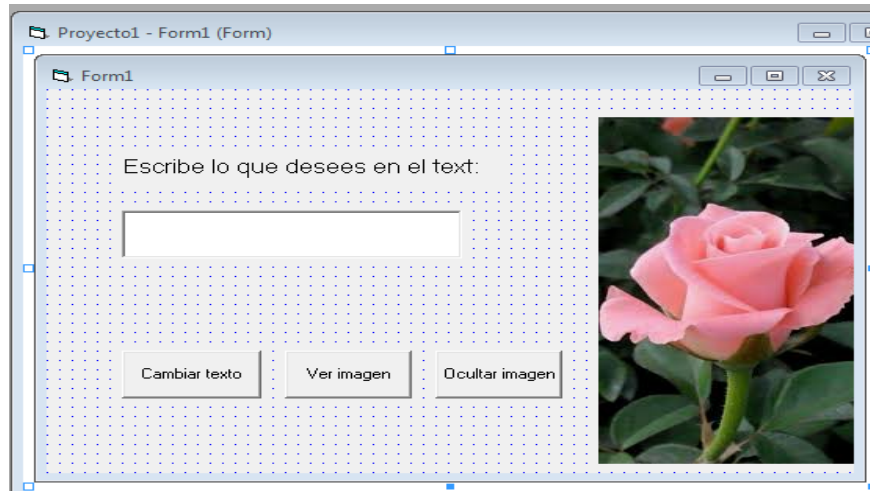 Proyecto1 - Form1 (Form)
Form1
Escribe lo que desees en el text:
Cambiar texto
Ver imagen
Ocultar imagen